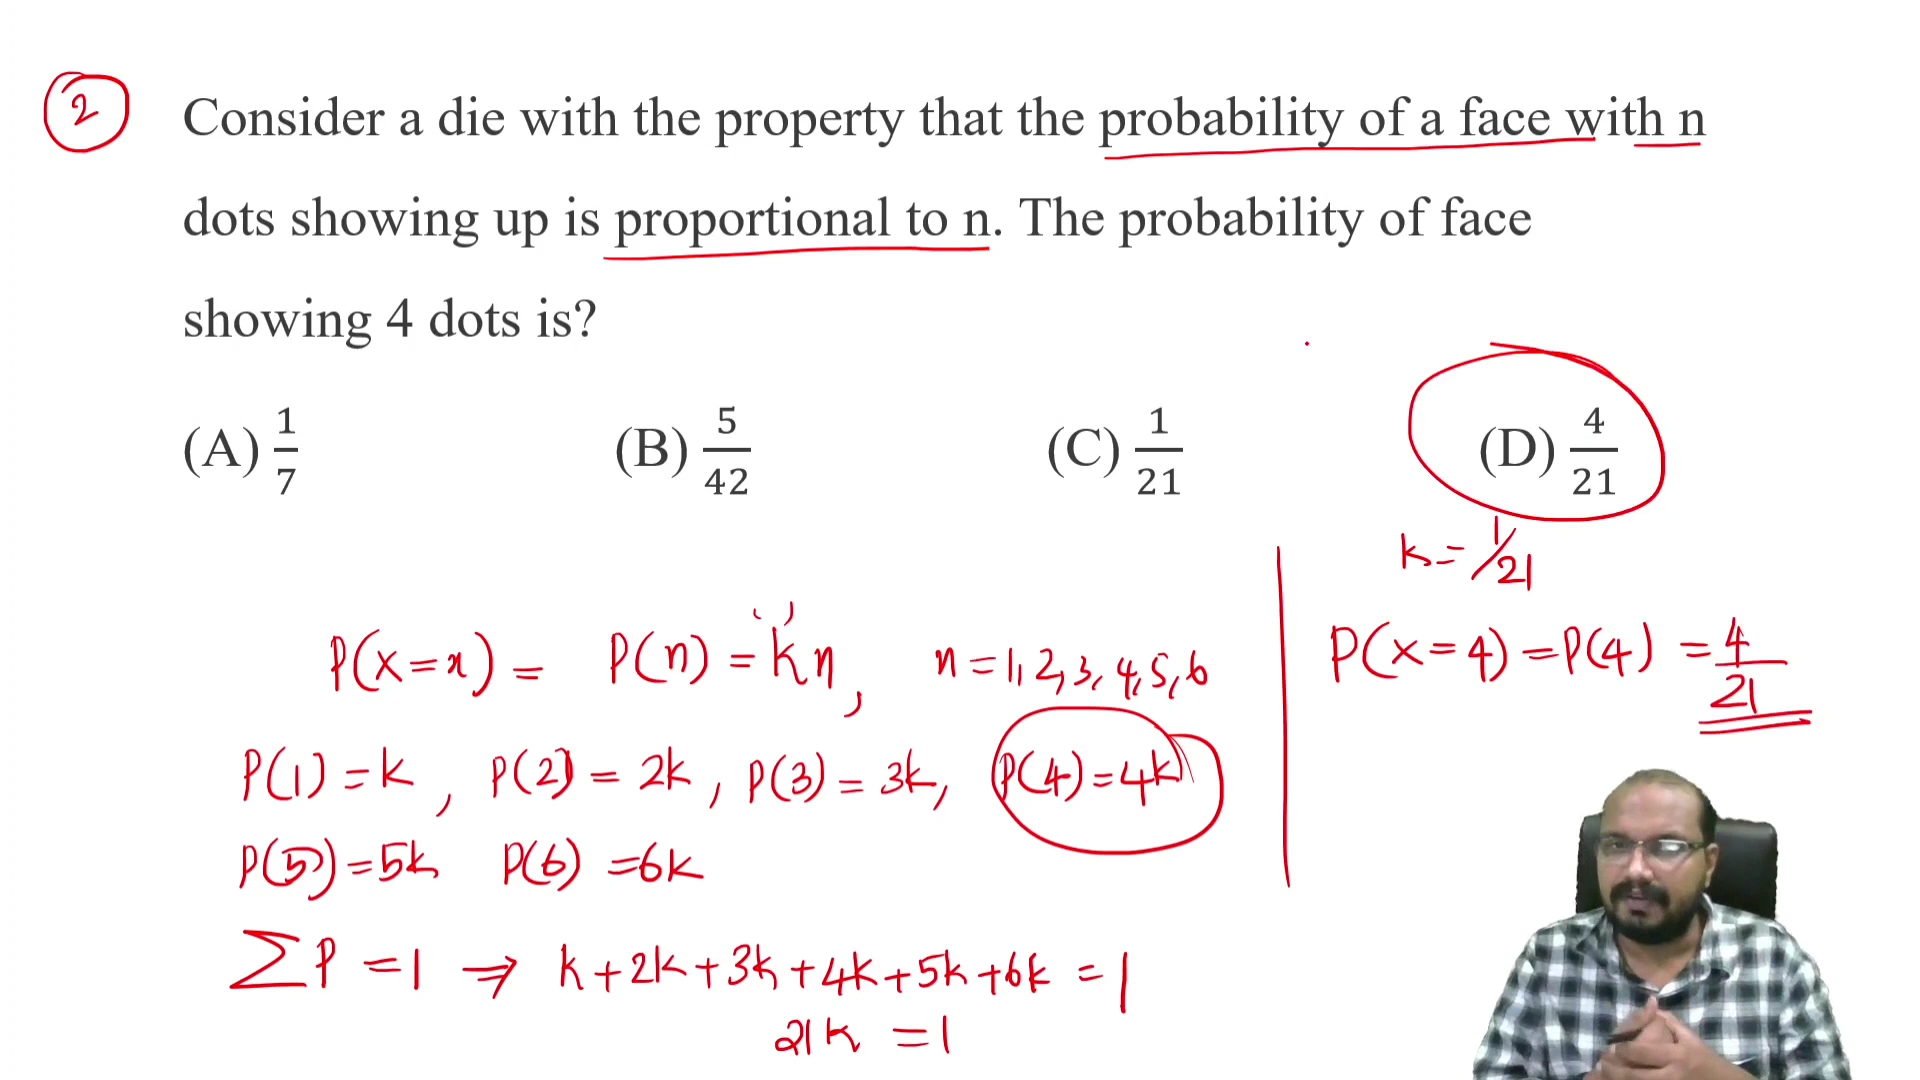 2 Consider a die with the property that the probability of a face with n
dots showing up is proportional to n. The probability of face
showing 4 dots is?
(A) 1/7 (B) 5/42 (C) 1/21 (D) 4/21
k = 1/21
P(X=x) = P(n) = kn, n = 1, 2, 3, 4, 5, 6
P(1) = k, P(2) = 2k, P(3) = 3k, P(4) = 4k
P(5) = 5k P(6) = 6k
∑P = 1 ⇒ k+2k+3k+4k+5k+6k = 1
21k = 1
P(X=4) = P(4) = 4/21